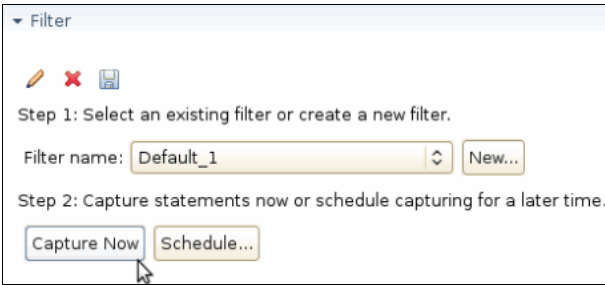 Filter
Step 1: Select an existing filter or create a new filter.
Filter name: Default_1 New...
Step 2: Capture statements now or schedule capturing for a later time.
Capture Now Schedule...